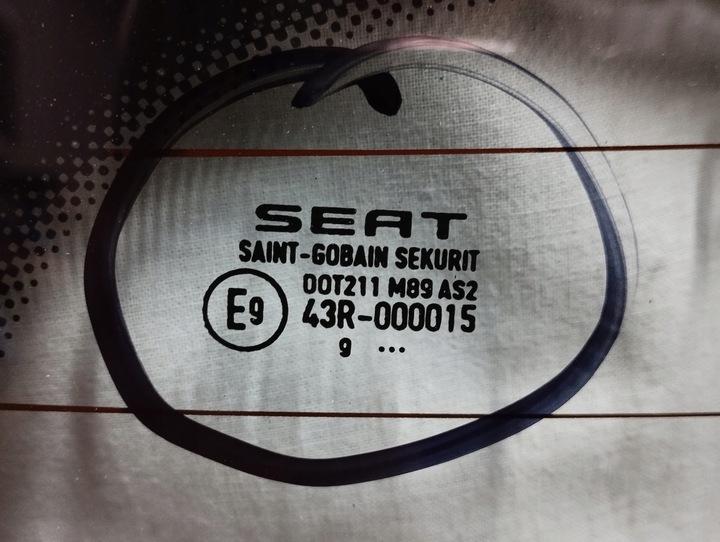 SEAT
SAINT-GOBAIN SEKURIT
DOT211 M89 AS2
E9
43R-000015
9 ...